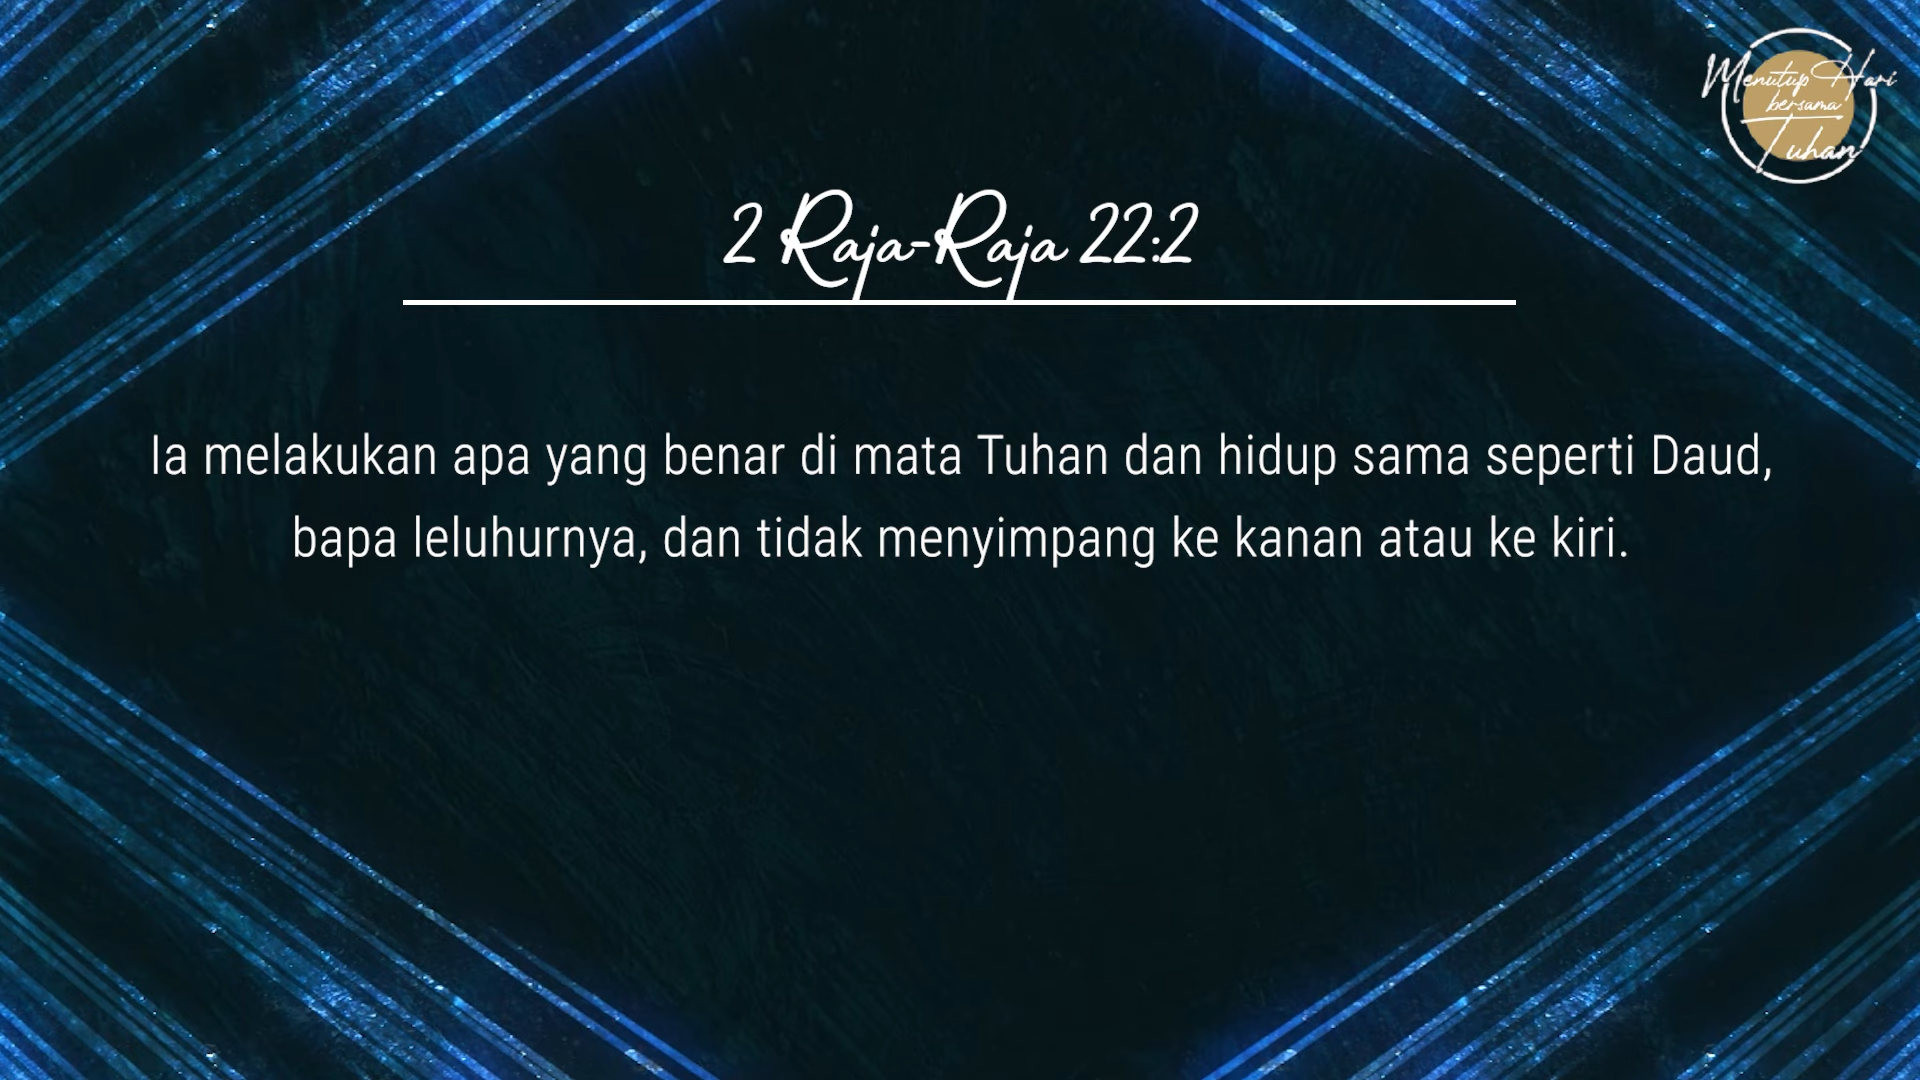 Menutup Hari
bersama
Tuhan
2 Raja-Raja 22:2
Ia melakukan apa yang benar di mata Tuhan dan hidup sama seperti Daud,
bapa leluhurnya, dan tidak menyimpang ke kanan atau ke kiri.